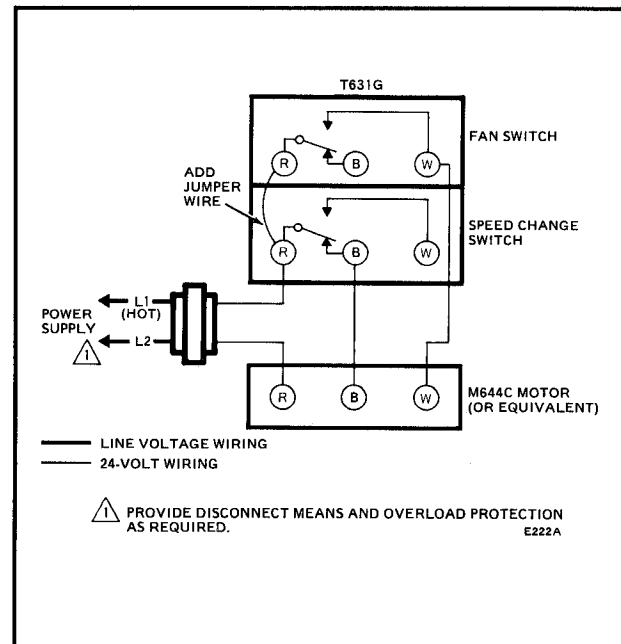 T631G
FAN SWITCH
R B W
ADD
JUMPER
WIRE
SPEED CHANGE
SWITCH
R B W
L1
(HOT)
POWER
SUPPLY
L2
1
R B W
M644C MOTOR
(OR EQUIVALENT)
LINE VOLTAGE WIRING
24-VOLT WIRING
1 PROVIDE DISCONNECT MEANS AND OVERLOAD PROTECTION
AS REQUIRED.
E222A